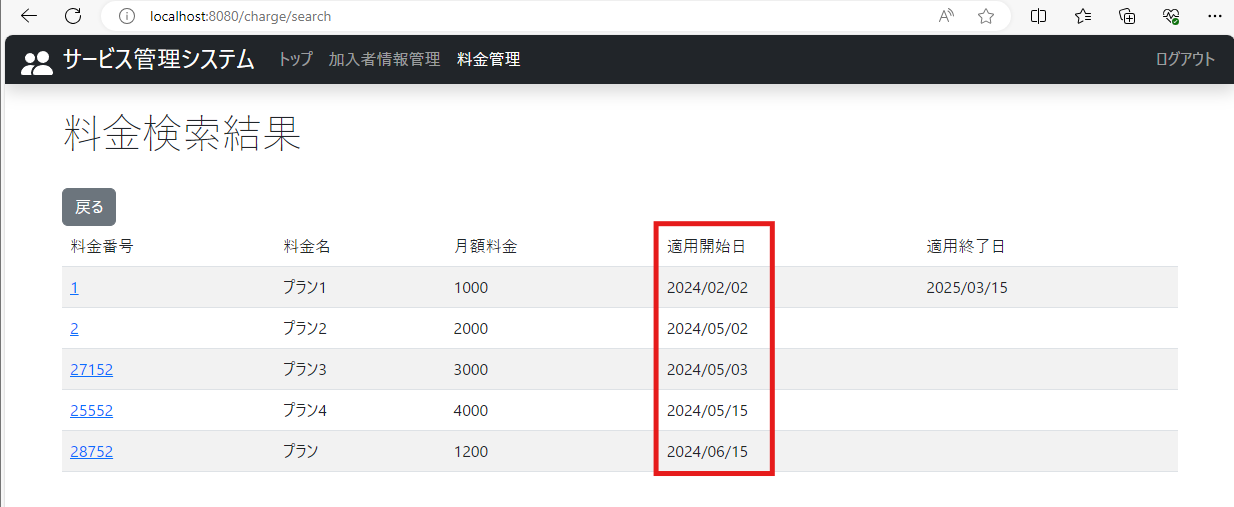 localhost:8080/charge/search
サービス管理システム トップ 加入者情報管理 料金管理 ログアウト
料金検索結果
戻る
料金番号 料金名 月額料金 適用開始日 適用終了日
1 プラン1 1000 2024/02/02 2025/03/15
2 プラン2 2000 2024/05/02
27152 プラン3 3000 2024/05/03
25552 プラン4 4000 2024/05/15
28752 プラン 1200 2024/06/15